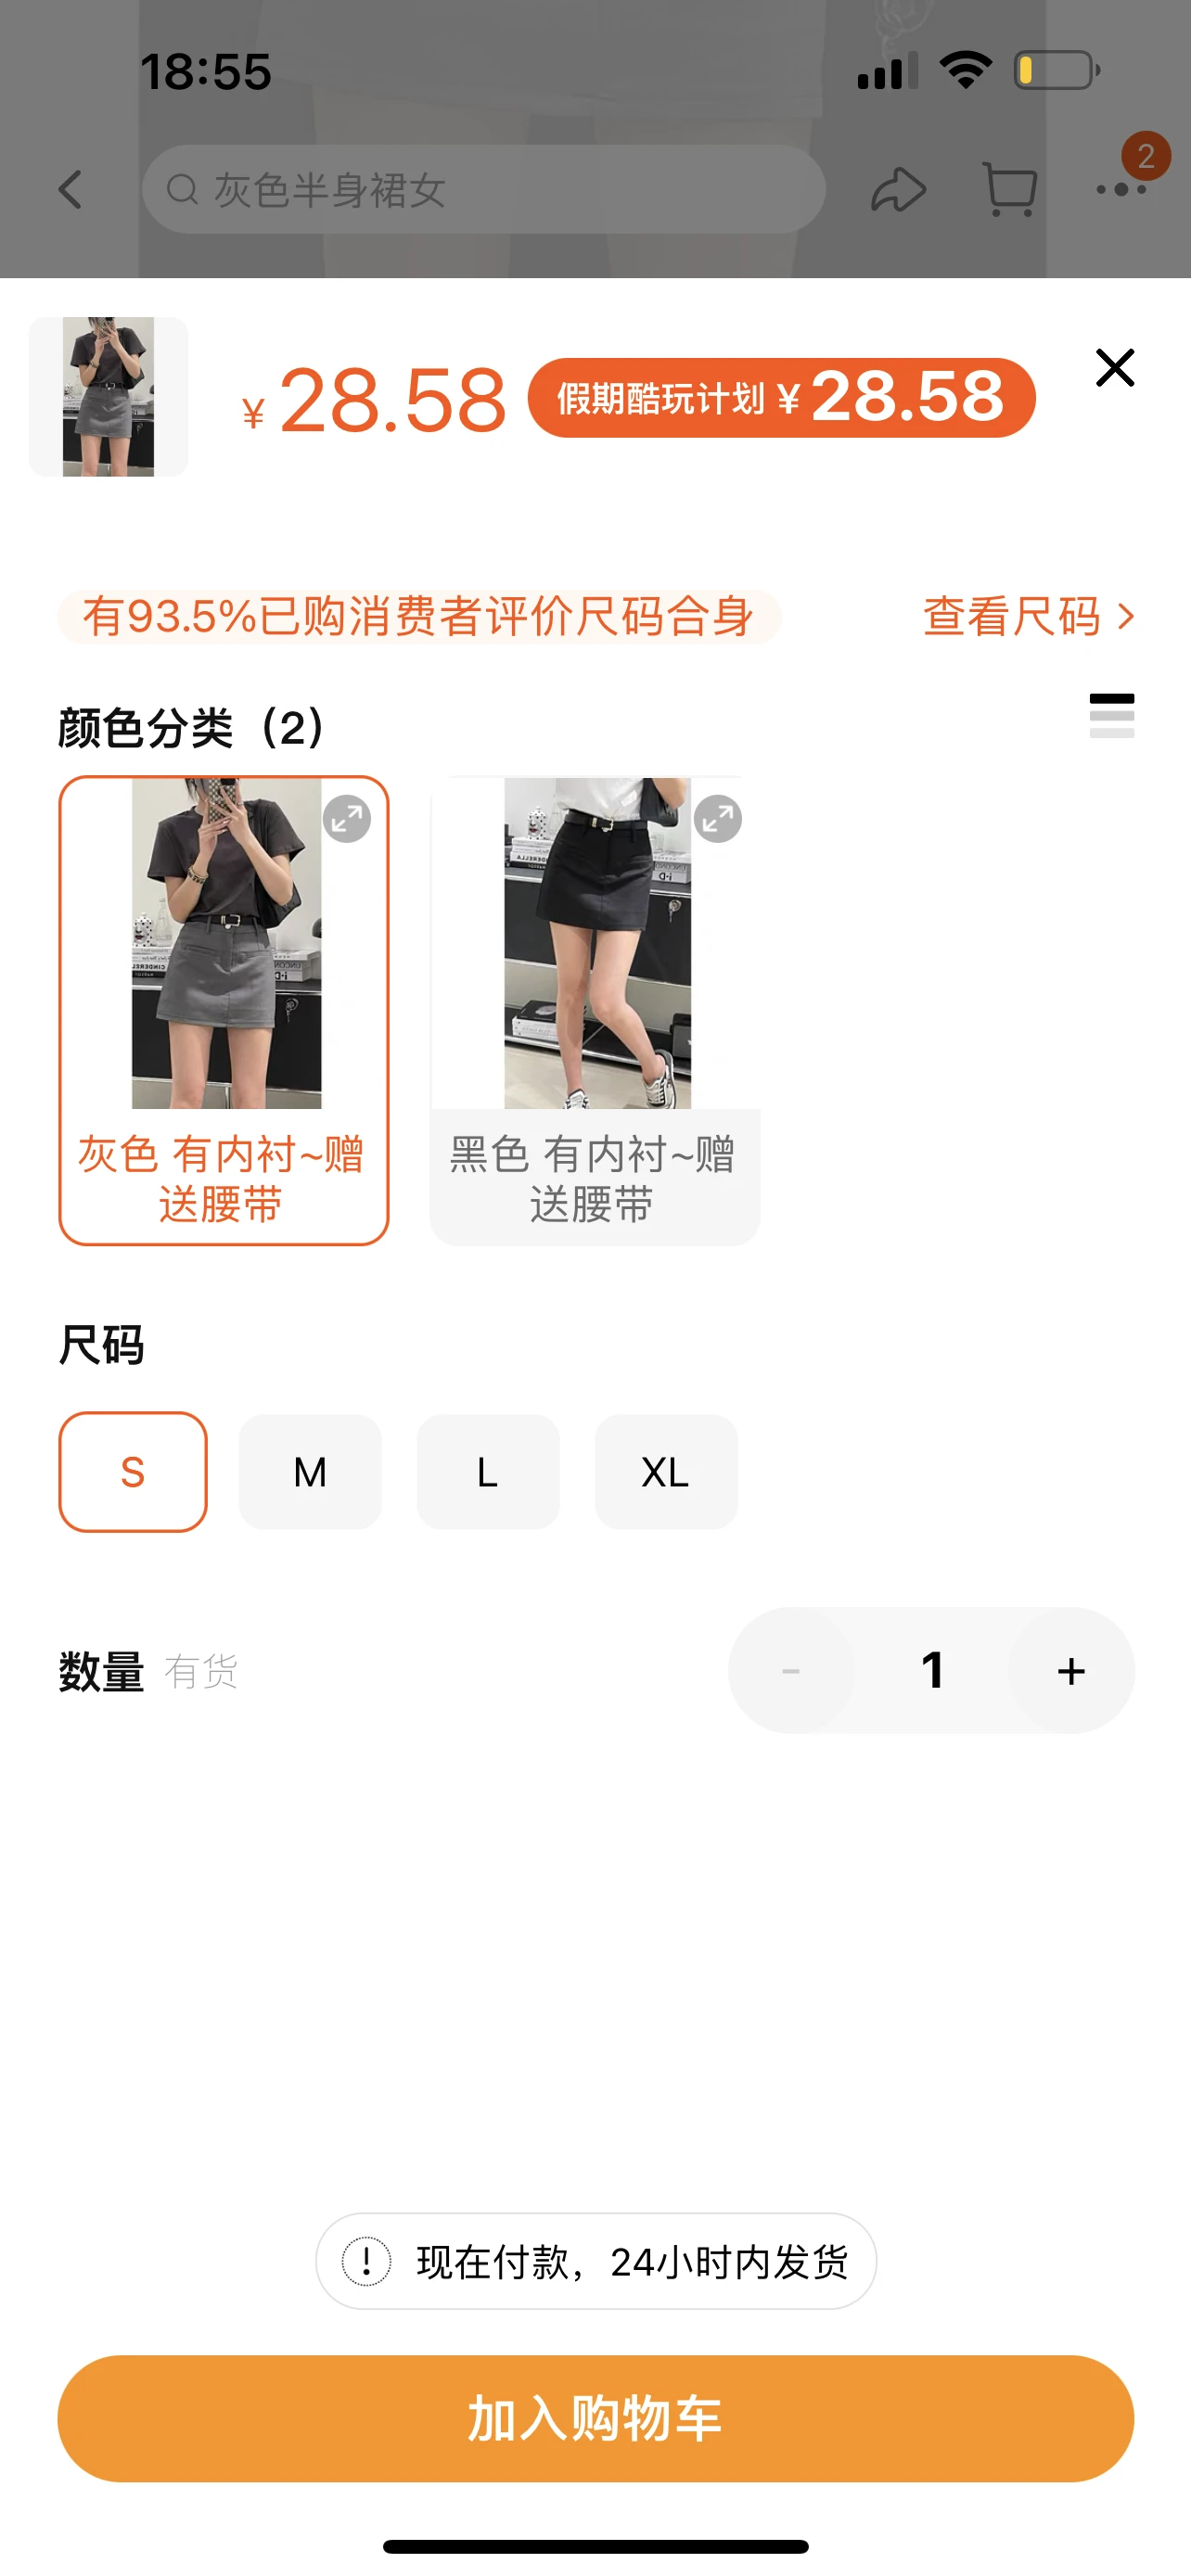 18:55
灰色半身裙女
2
¥28.58
假期酷玩计划 ¥28.58
有93.5%已购消费者评价尺码合身
查看尺码
颜色分类（2）
灰色 有内衬~赠
送腰带
黑色 有内衬~赠
送腰带
尺码
S
M
L
XL
数量 有货
- 1 +
现在付款，24小时内发货
加入购物车